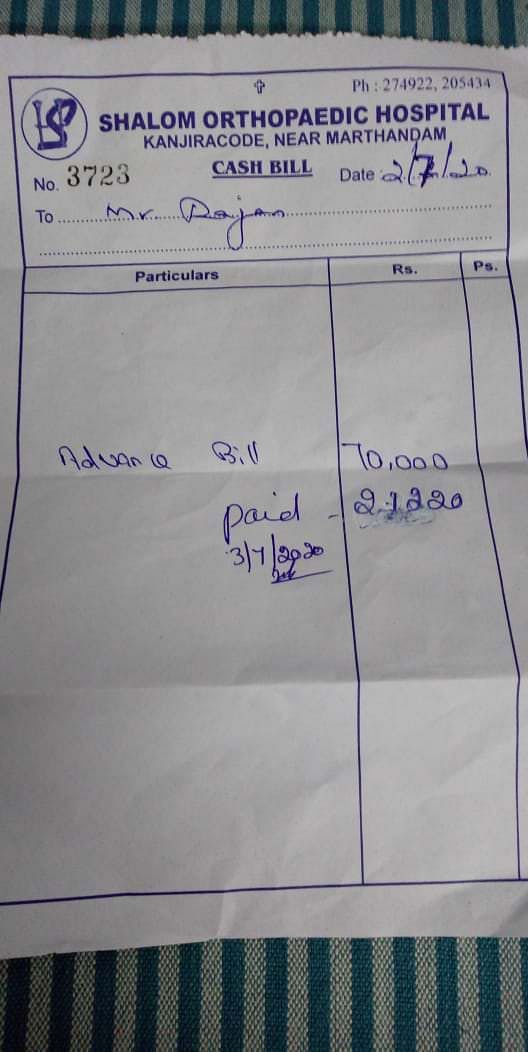 Ph : 274922, 205434
SHALOM ORTHOPAEDIC HOSPITAL
KANJIRACODE, NEAR MARTHANDAM
No. 3723 CASH BILL Date : 2/7/20
To Mr. Rajan
Particulars Rs. Ps.
Advance Bill 70,000
paid -
3/7/2020